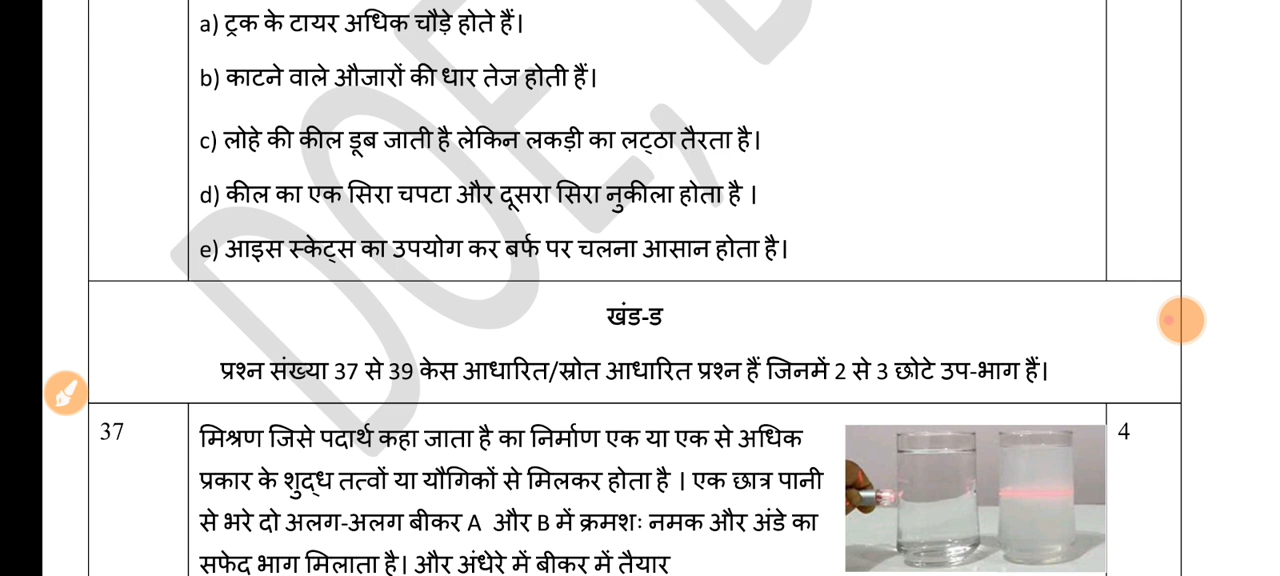 a) ट्रक के टायर अधिक चौड़े होते हैं।
b) काटने वाले औजारों की धार तेज होती हैं।
c) लोहे की कील डूब जाती है लेकिन लकड़ी का लट्ठा तैरता है।
d) कील का एक सिरा चपटा और दूसरा सिरा नुकीला होता है ।
e) आइस स्केट्स का उपयोग कर बर्फ पर चलना आसान होता है।
खंड-ड
प्रश्न संख्या 37 से 39 केस आधारित/स्रोत आधारित प्रश्न हैं जिनमें 2 से 3 छोटे उप-भाग हैं।
37
मिश्रण जिसे पदार्थ कहा जाता है का निर्माण एक या एक से अधिक
प्रकार के शुद्ध तत्वों या यौगिकों से मिलकर होता है । एक छात्र पानी
से भरे दो अलग-अलग बीकर A और B में क्रमशः नमक और अंडे का
सफेद भाग मिलाता है। और अंधेरे में बीकर में तैयार
4
DOE,